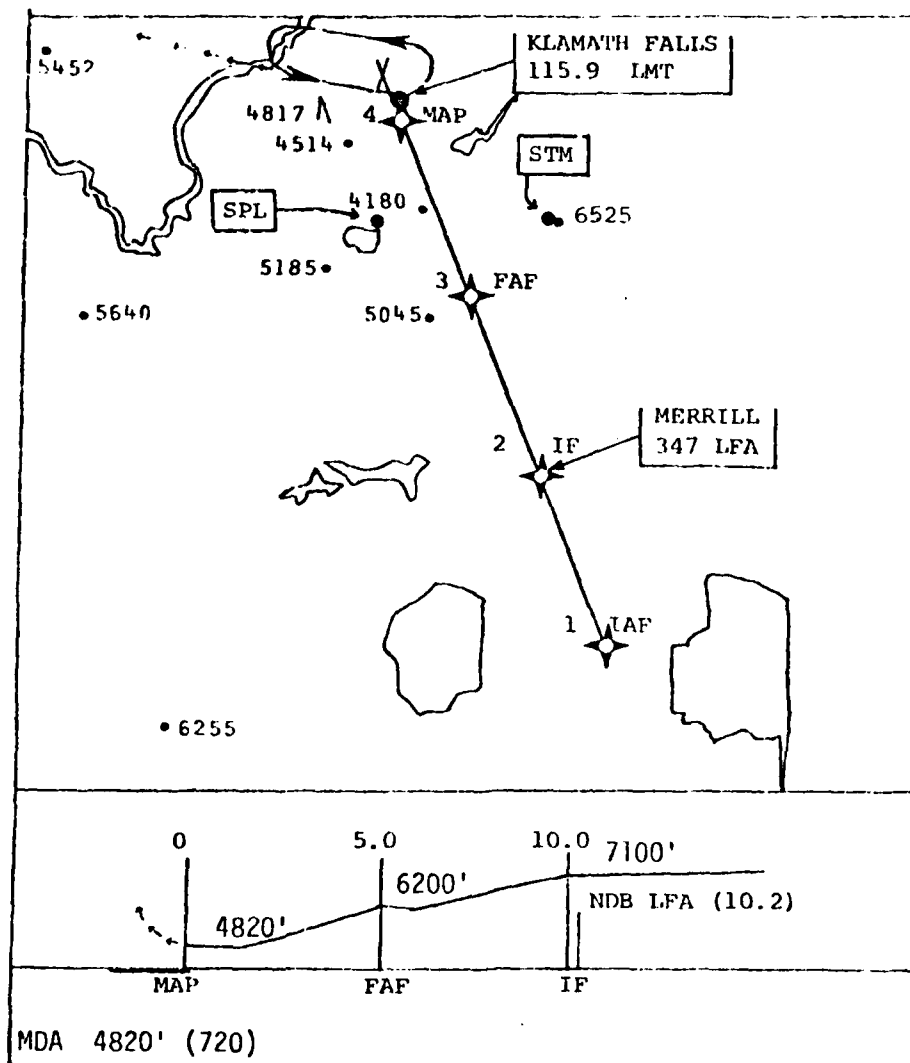 KLAMATH FALLS
115.9 LMT
5452
4817
4 MAP
4514
STM
SPL
4180
6525
5185
3 FAF
5640
5045
MERRILL
347 LFA
2 IF
1 IAF
6255
0 5.0 10.0
7100'
6200'
NDB LFA (10.2)
4820'
MAP FAF IF
MDA 4820' (720)